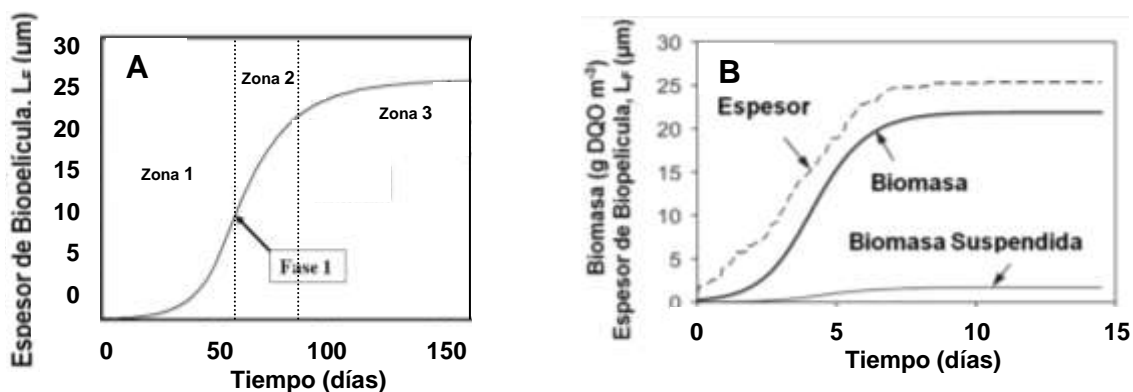 Espesor de Biopelícula. LF (µm)
30
25
20
15
10
5
0
A
Zona 1
Zona 2
Zona 3
Fase 1
0 50 100 150
Tiempo (días)
Biomasa (g DQO m-3)
Espesor de Biopelícula, LF (µm)
30
25
20
15
10
5
0
B
Espesor
Biomasa
Biomasa Suspendida
0 5 10 15
Tiempo (días)